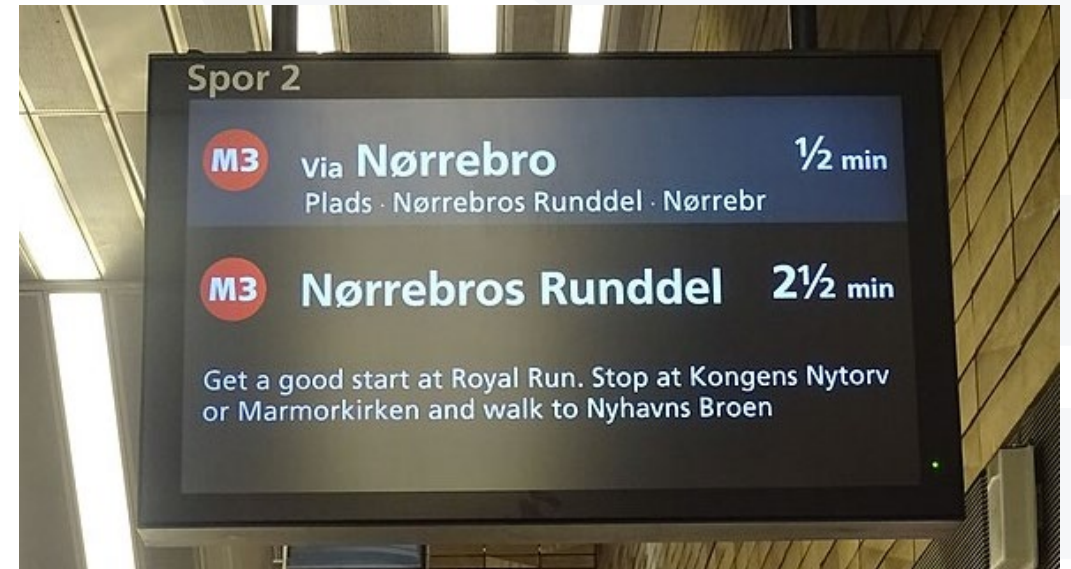 Spor 2
M3 Via Nørrebro ½ min
Plads · Nørrebros Runddel · Nørrebr
M3 Nørrebros Runddel 2½ min
Get a good start at Royal Run. Stop at Kongens Nytorv
or Marmorkirken and walk to Nyhavns Broen